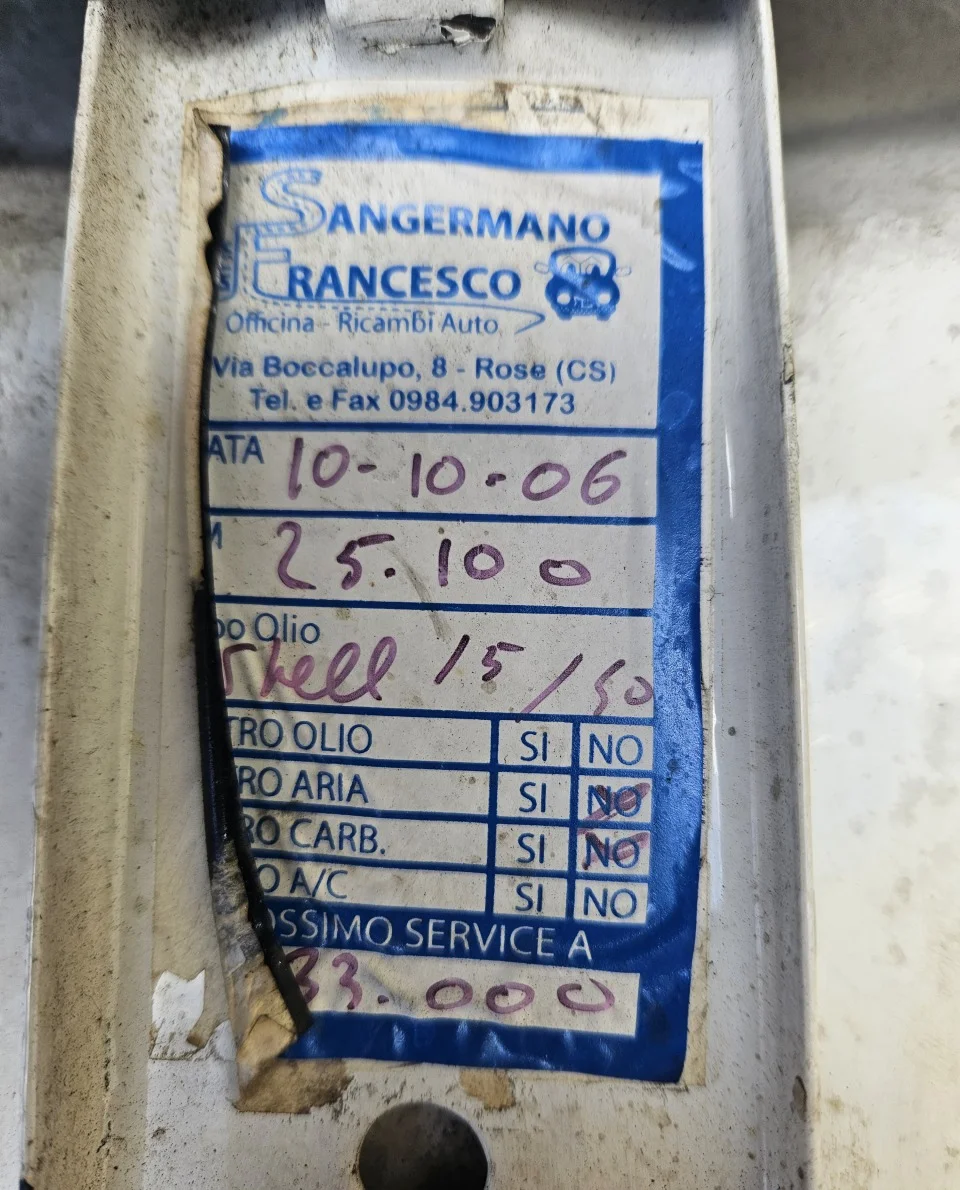 SANGERMANO
FRANCESCO
Officina - Ricambi Auto
Via Boccalupo, 8 - Rose (CS)
Tel. e Fax 0984.903173
ATA 10-10-06
M 25.100
po Olio
Shell 15/50
TRO OLIO SI NO
RO ARIA SI NO
RO CARB. SI NO
O A/C SI NO
OSSIMO SERVICE A
33.000